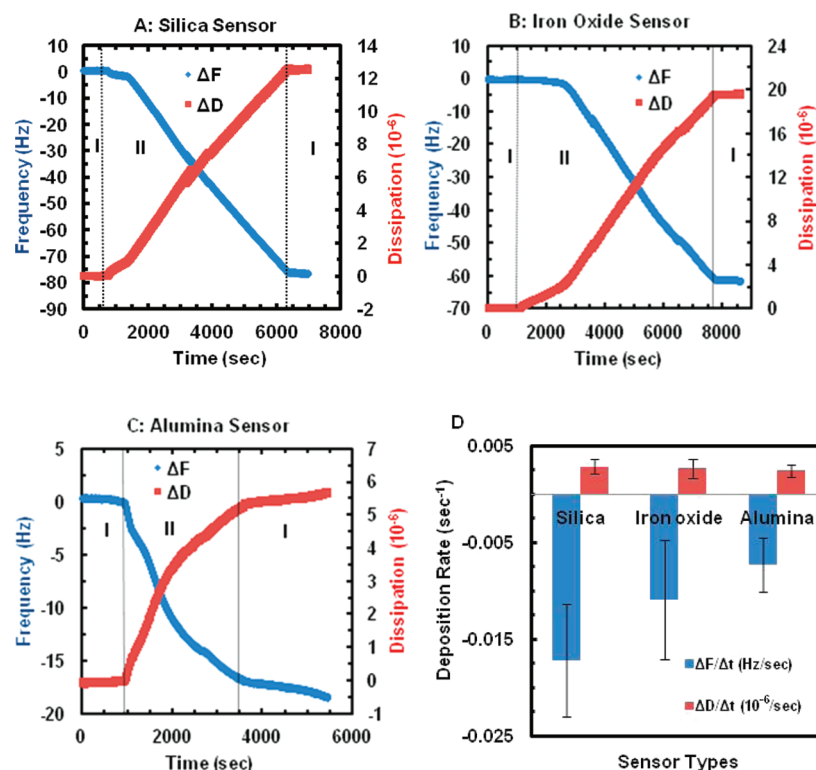 A: Silica Sensor
10
0
-10
-20
-30
-40
-50
-60
-70
-80
-90
Frequency (Hz)
ΔF
ΔD
I
II
I
14
12
10
8
6
4
2
0
-2
Dissipation (10-6)
0 2000 4000 6000 8000
Time (sec)
B: Iron Oxide Sensor
10
0
-10
-20
-30
-40
-50
-60
-70
Frequency (Hz)
ΔF
ΔD
I
II
I
24
20
16
12
8
4
0
Dissipation (10-6)
0 2000 4000 6000 8000
Time (sec)
C: Alumina Sensor
5
0
-5
-10
-15
-20
Frequency (Hz)
ΔF
ΔD
I
II
I
7
6
5
4
3
2
1
0
-1
Dissipation (10-6)
0 2000 4000 6000
Time (sec)
D
0.005
-0.005
-0.015
-0.025
Deposition Rate (sec-1)
Silica Iron oxide Alumina
ΔF/Δt (Hz/sec)
ΔD/Δt (10-6/sec)
Sensor Types